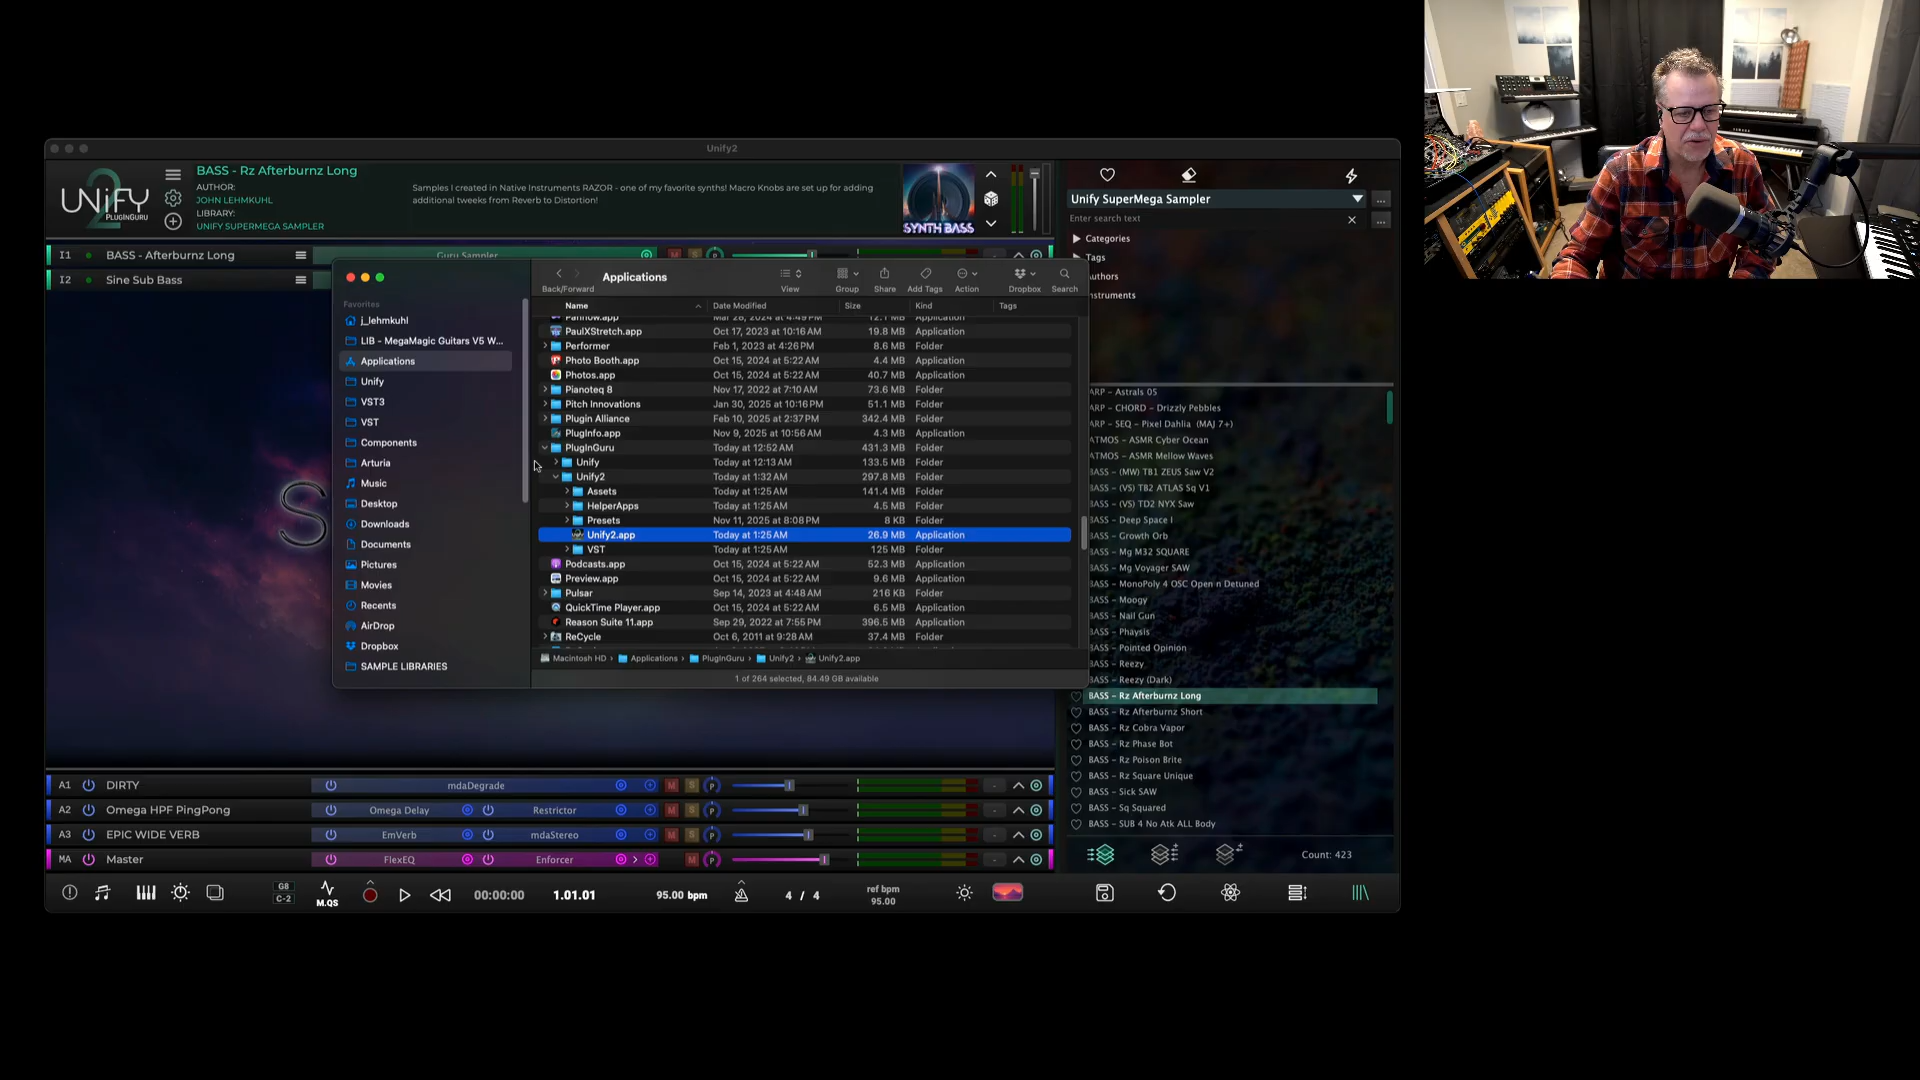 Unify2
UNIFY 2
PLUGINGURU
BASS - Rz Afterburnz Long
AUTHOR:
JOHN LEHMKUHL
LIBRARY:
UNIFY SUPERMEGA SAMPLER
Samples I created in Native Instruments RAZOR - one of my favorite synths! Macro Knobs are set up for adding
additional tweaks from Reverb to Distortion!
SYNTH BASS
Unify SuperMega Sampler
Enter search text
Categories
Tags
Authors
Instruments
I1 BASS - Afterburnz Long Guru Sampler M S P
I2 Sine Sub Bass
Applications
Back/Forward View Group Share Add Tags Action Dropbox Search
Favorites
j_lehmkuhl
LIB - MegaMagic Guitars V5 W...
Applications
Unify
VST3
VST
Components
Arturia
Music
Desktop
Downloads
Documents
Pictures
Movies
Recents
AirDrop
Dropbox
SAMPLE LIBRARIES
Name Date Modified Size Kind Tags
PaulXStretch.app Oct 17, 2023 at 10:16 AM 19.8 MB Application
Performer Feb 1, 2023 at 4:26 PM 8.6 MB Folder
Photo Booth.app Oct 15, 2024 at 5:22 AM 4.4 MB Application
Photos.app Oct 15, 2024 at 5:22 AM 40.7 MB Application
Pianoteq 8 Nov 17, 2022 at 7:10 AM 73.6 MB Folder
Pitch Innovations Jan 30, 2025 at 10:16 PM 51.1 MB Folder
Plugin Alliance Feb 10, 2025 at 2:37 PM 342.4 MB Folder
PlugInfo.app Nov 9, 2025 at 10:56 AM 4.3 MB Application
PlugInGuru Today at 12:52 AM 431.3 MB Folder
Unify Today at 12:13 AM 133.5 MB Folder
Unify2 Today at 1:32 AM 297.8 MB Folder
Assets Today at 1:25 AM 141.4 MB Folder
HelperApps Today at 1:25 AM 4.5 MB Folder
Presets Nov 11, 2025 at 8:08 PM 8 KB Folder
Unify2.app Today at 1:25 AM 26.9 MB Application
VST Today at 1:25 AM 125 MB Folder
Podcasts.app Oct 15, 2024 at 5:22 AM 52.3 MB Application
Preview.app Oct 15, 2024 at 5:22 AM 9.6 MB Application
Pulsar Sep 14, 2023 at 4:48 AM 216 KB Folder
QuickTime Player.app Oct 15, 2024 at 5:22 AM 6.5 MB Application
Reason Suite 11.app Sep 29, 2022 at 7:55 PM 396.5 MB Application
ReCycle Oct 6, 2011 at 9:28 AM 37.4 MB Folder
Macintosh HD › Applications › PlugInGuru › Unify2 › Unify2.app
1 of 264 selected, 84.49 GB available
S
ARP – Astrals 05
ARP – CHORD – Drizzly Pebbles
ARP – SEQ – Pixel Dahlia (MAJ 7+)
ATMOS – ASMR Cyber Ocean
ATMOS – ASMR Mellow Waves
BASS – (MW) TB1 ZEUS Saw V2
BASS – (VS) TB2 ATLAS Sq V1
BASS – (VS) TD2 NYX Saw
BASS – Deep Space I
BASS – Growth Orb
BASS – Mg M32 SQUARE
BASS – Mg Voyager SAW
BASS – MonoPoly 4 OSC Open n Detuned
BASS – Moogy
BASS – Nail Gun
BASS – Phaysis
BASS – Pointed Opinion
BASS – Reezy
BASS – Reezy (Dark)
BASS – Rz Afterburnz Long
BASS – Rz Afterburnz Short
BASS – Rz Cobra Vapor
BASS – Rz Phase Bot
BASS – Rz Poison Brite
BASS – Rz Square Unique
BASS – Sick SAW
BASS – Sq Squared
BASS – SUB 4 No Atk ALL Body
Count: 423
A1 DIRTY mdaDegrade M S P
A2 Omega HPF PingPong Omega Delay Restrictor M S P
A3 EPIC WIDE VERB EmVerb mdaStereo M S P
MA Master FlexEQ Enforcer M P
G8
C-2
M.QS
00:00:00
1.01.01
95.00 bpm
4 / 4
ref bpm
95.00